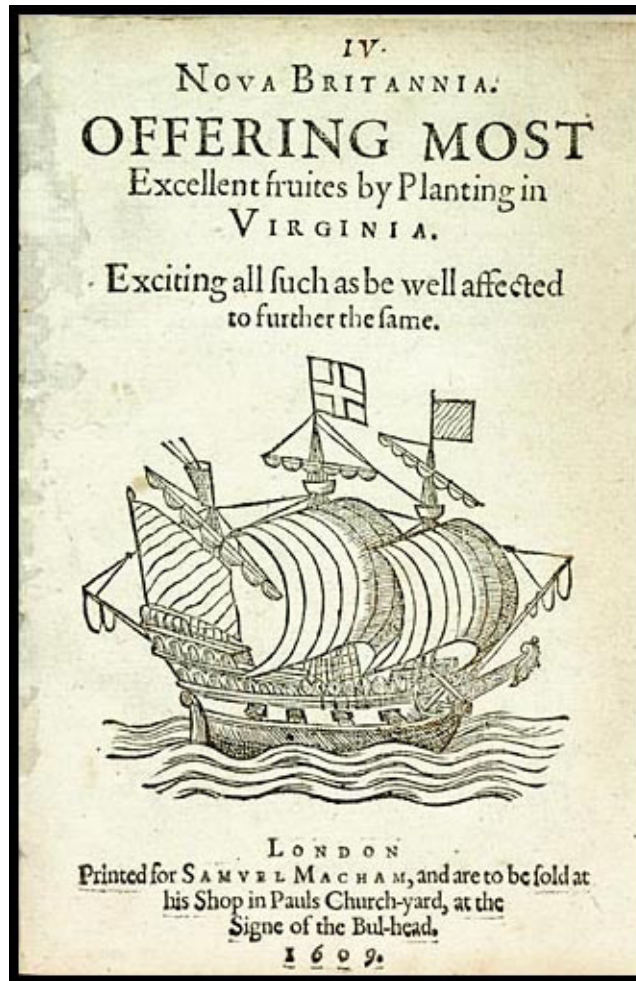 IV.
NOVA BRITANNIA.
OFFERING MOST
Excellent fruites by Planting in
VIRGINIA.
Exciting all ſuch as be well affected
to further the ſame.
LONDON
Printed for SAMVEL MACHAM, and are to be ſold at
his Shop in Pauls Church-yard, at the
Signe of the Bul-head.
1609.